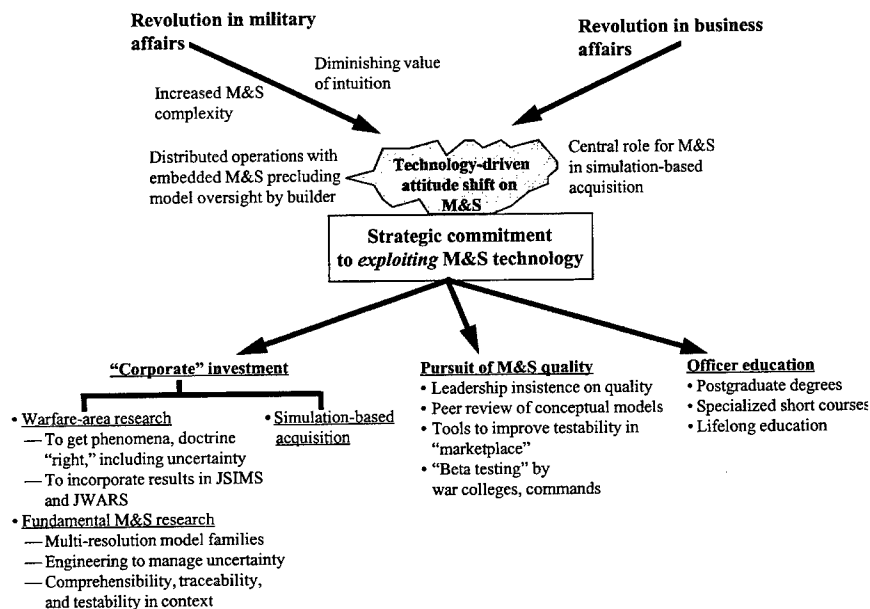 Revolution in military
affairs
Revolution in business
affairs
Diminishing value
of intuition
Increased M&S
complexity
Distributed operations with
embedded M&S precluding
model oversight by builder
Technology-driven
attitude shift on
M&S
Central role for M&S
in simulation-based
acquisition
Strategic commitment
to exploiting M&S technology
“Corporate” investment
• Warfare-area research
— To get phenomena, doctrine
“right,” including uncertainty
— To incorporate results in JSIMS
and JWARS
• Fundamental M&S research
— Multi-resolution model families
— Engineering to manage uncertainty
— Comprehensibility, traceability,
and testability in context
• Simulation-based
acquisition
Pursuit of M&S quality
• Leadership insistence on quality
• Peer review of conceptual models
• Tools to improve testability in
“marketplace”
• “Beta testing” by
war colleges, commands
Officer education
• Postgraduate degrees
• Specialized short courses
• Lifelong education